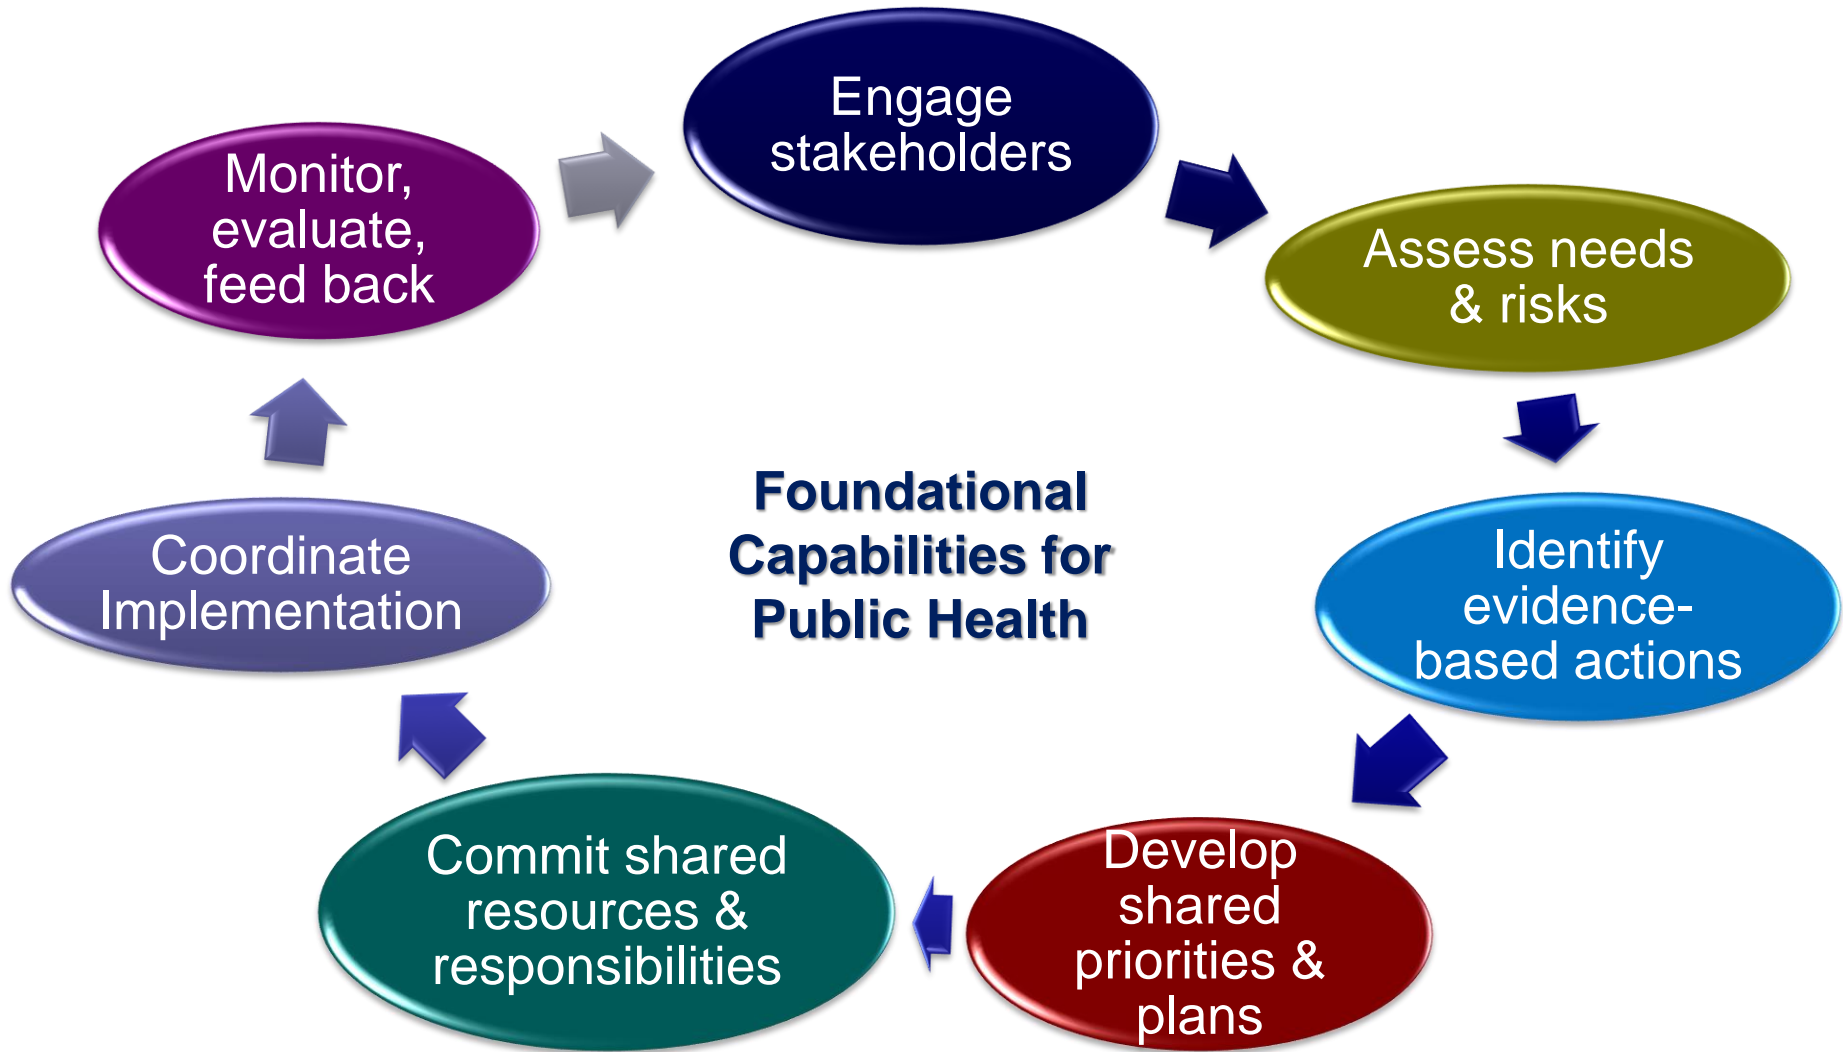 Engage
stakeholders
Assess needs
& risks
Identify
evidence-
based actions
Develop
shared
priorities &
plans
Commit shared
resources &
responsibilities
Coordinate
Implementation
Monitor,
evaluate,
feed back
Foundational
Capabilities for
Public Health